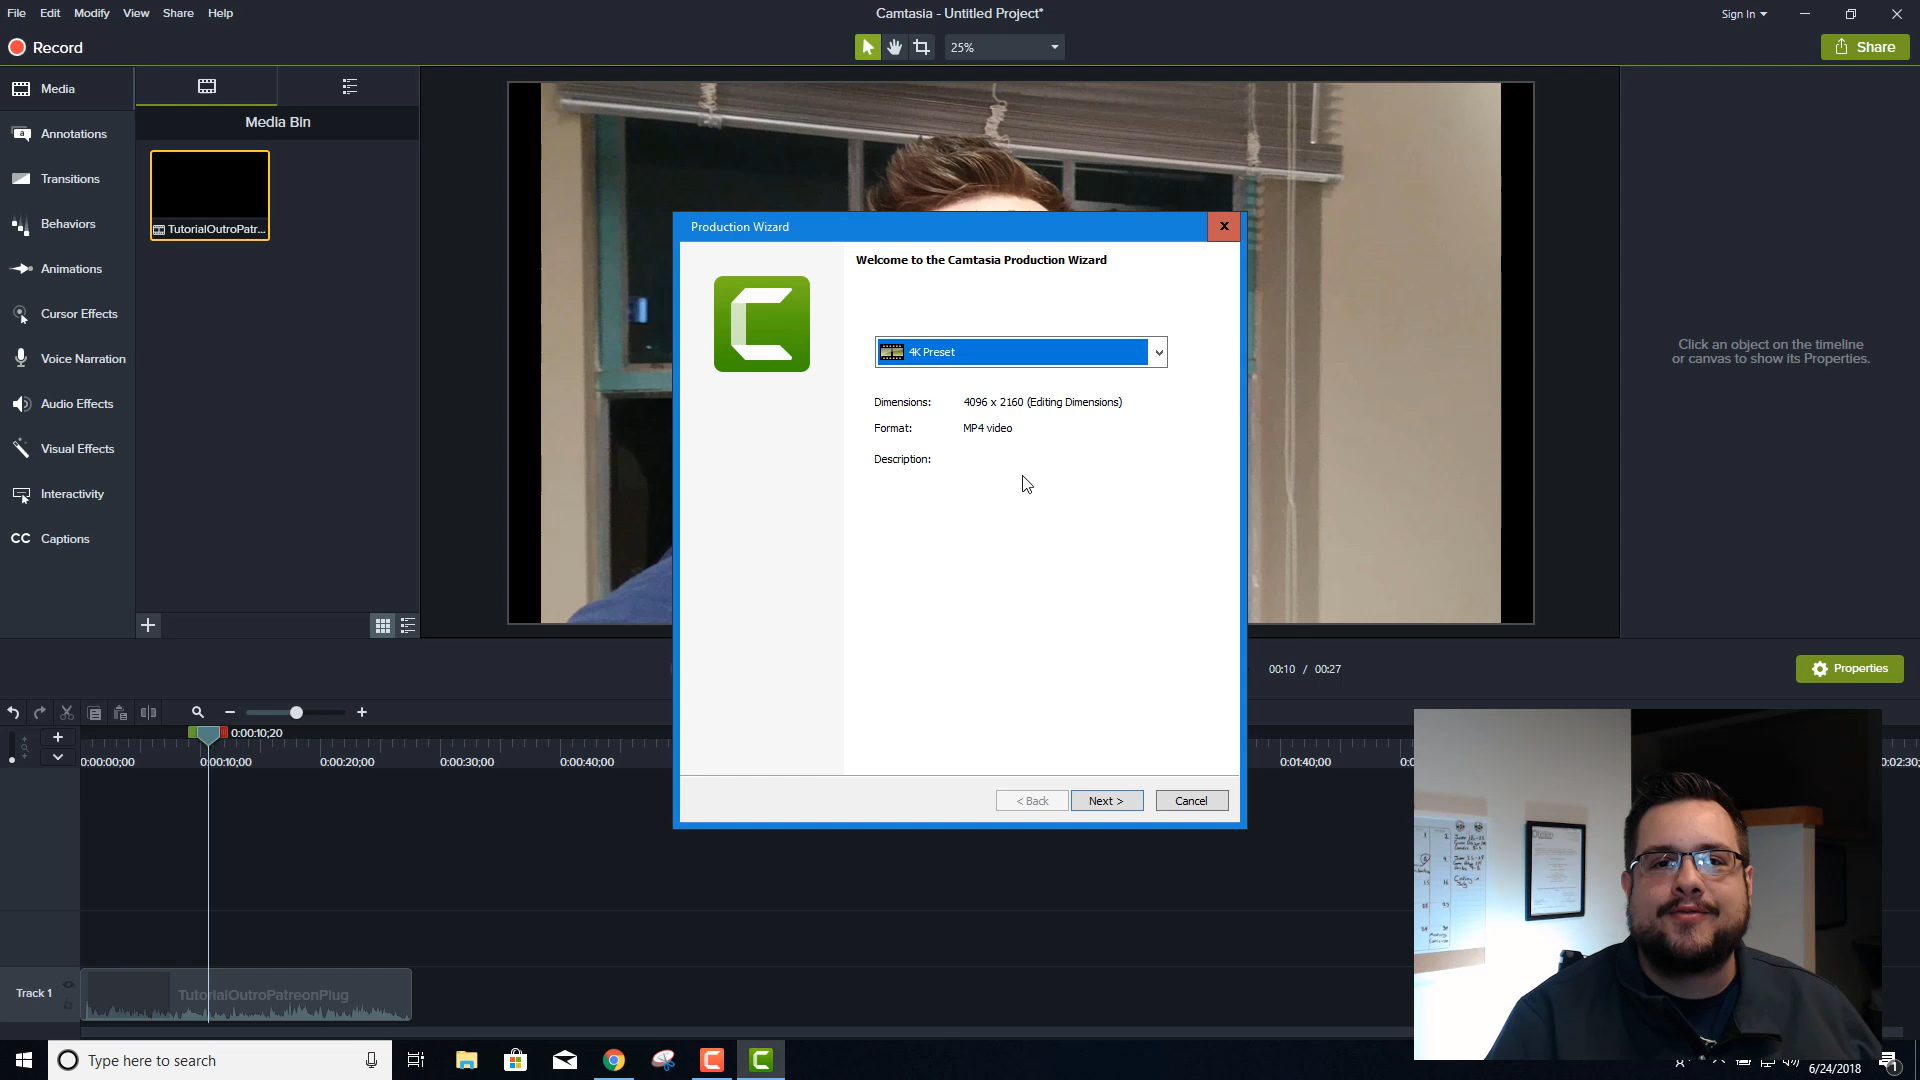 File Edit Modify View Share Help
Camtasia - Untitled Project*
Sign In
Record
25%
Share
Media
Annotations
Transitions
Behaviors
Animations
Cursor Effects
Voice Narration
Audio Effects
Visual Effects
Interactivity
CC Captions
Media Bin
TutorialOutroPatr...
Production Wizard
Welcome to the Camtasia Production Wizard
4K Preset
Dimensions: 4096 x 2160 (Editing Dimensions)
Format: MP4 video
Description:
< Back Next > Cancel
Click an object on the timeline
or canvas to show its Properties.
00:10 / 00:27
Properties
0:00:10;20
0:00:00;00 0:00:10;00 0:00:20;00 0:00:30;00 0:00:40;00 0:01:40;00
Track 1
TutorialOutroPatreonPlug
Type here to search
6/24/2018
1